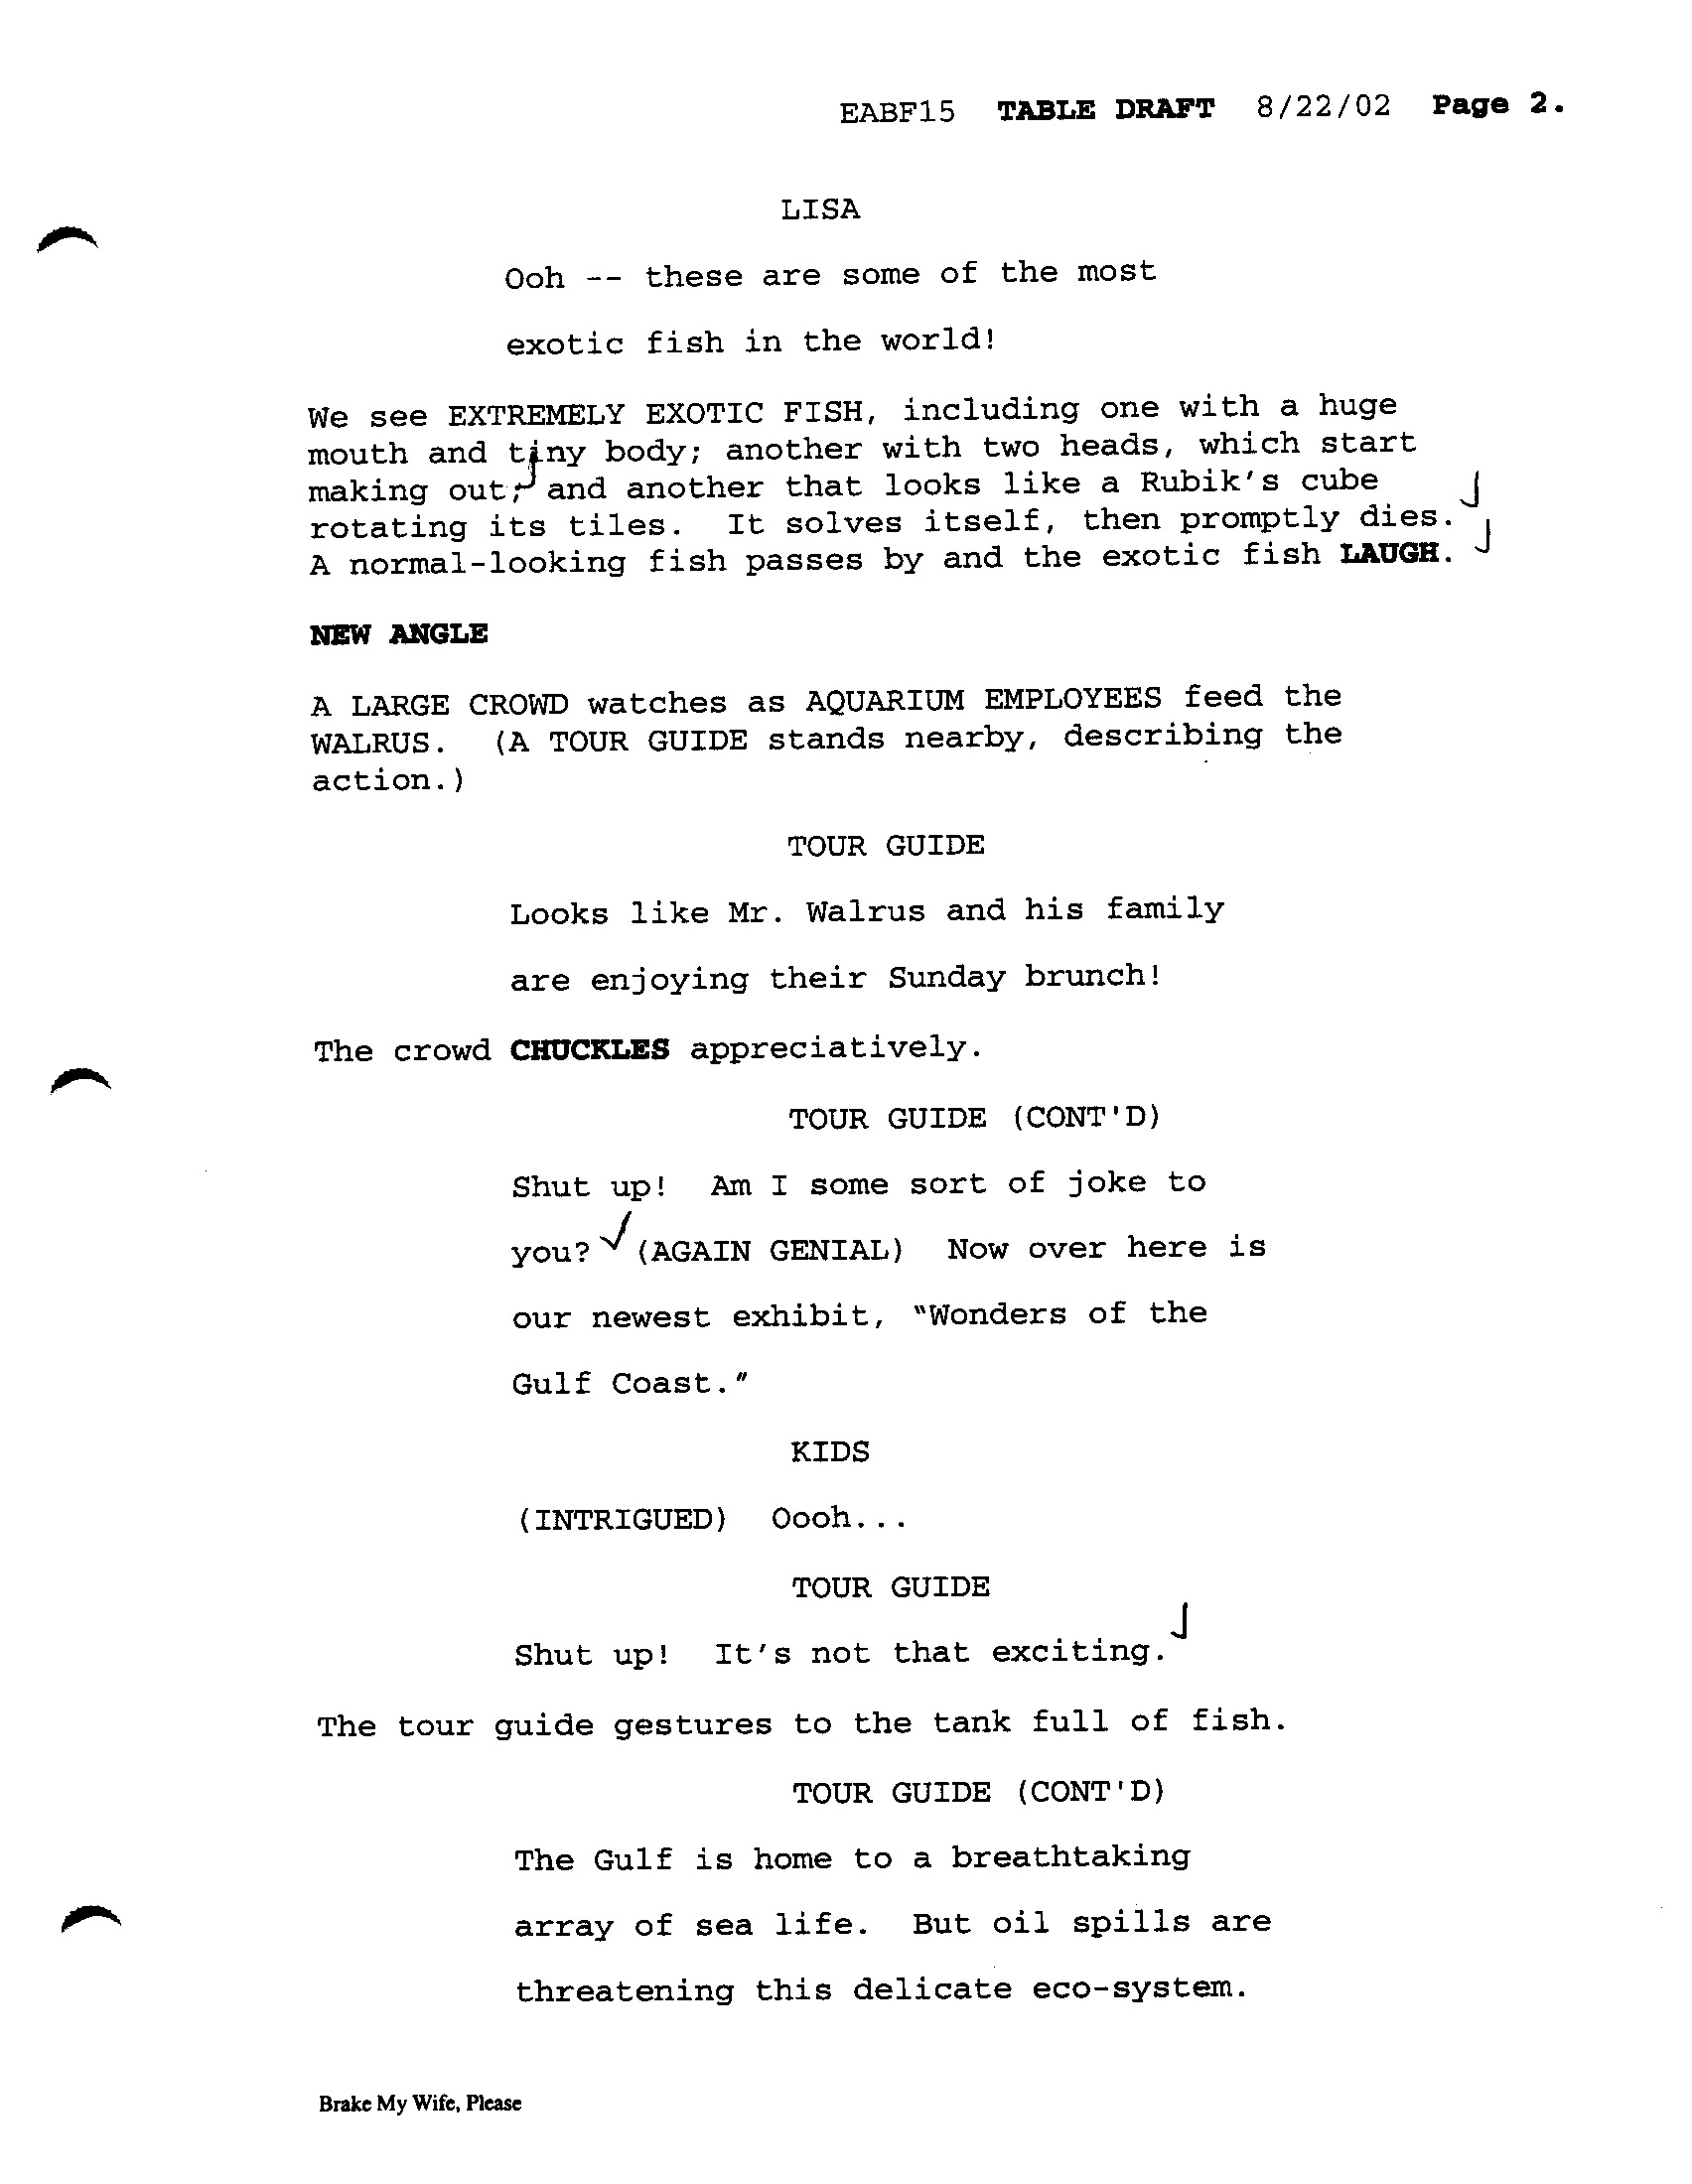 EABF15 TABLE DRAFT 8/22/02 Page 2.
LISA
Ooh -- these are some of the most
exotic fish in the world!
We see EXTREMELY EXOTIC FISH, including one with a huge
mouth and tiny body; another with two heads, which start
making out; and another that looks like a Rubik's cube
rotating its tiles. It solves itself, then promptly dies.
A normal-looking fish passes by and the exotic fish LAUGH.
NEW ANGLE
A LARGE CROWD watches as AQUARIUM EMPLOYEES feed the
WALRUS. (A TOUR GUIDE stands nearby, describing the
action.)
TOUR GUIDE
Looks like Mr. Walrus and his family
are enjoying their Sunday brunch!
The crowd CHUCKLES appreciatively.
TOUR GUIDE (CONT'D)
Shut up! Am I some sort of joke to
you? (AGAIN GENIAL) Now over here is
our newest exhibit, "Wonders of the
Gulf Coast."
KIDS
(INTRIGUED) Oooh...
TOUR GUIDE
Shut up! It's not that exciting.
The tour guide gestures to the tank full of fish.
TOUR GUIDE (CONT'D)
The Gulf is home to a breathtaking
array of sea life. But oil spills are
threatening this delicate eco-system.
Brake My Wife, Please